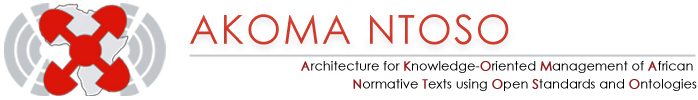 AKOMA NTOSO
Architecture for Knowledge-Oriented Management of African
Normative Texts using Open Standards and Ontologies